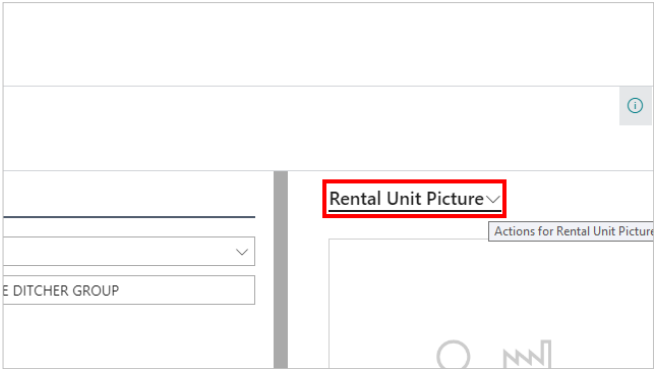 Rental Unit Picture
Actions for Rental Unit Picture
E DITCHER GROUP